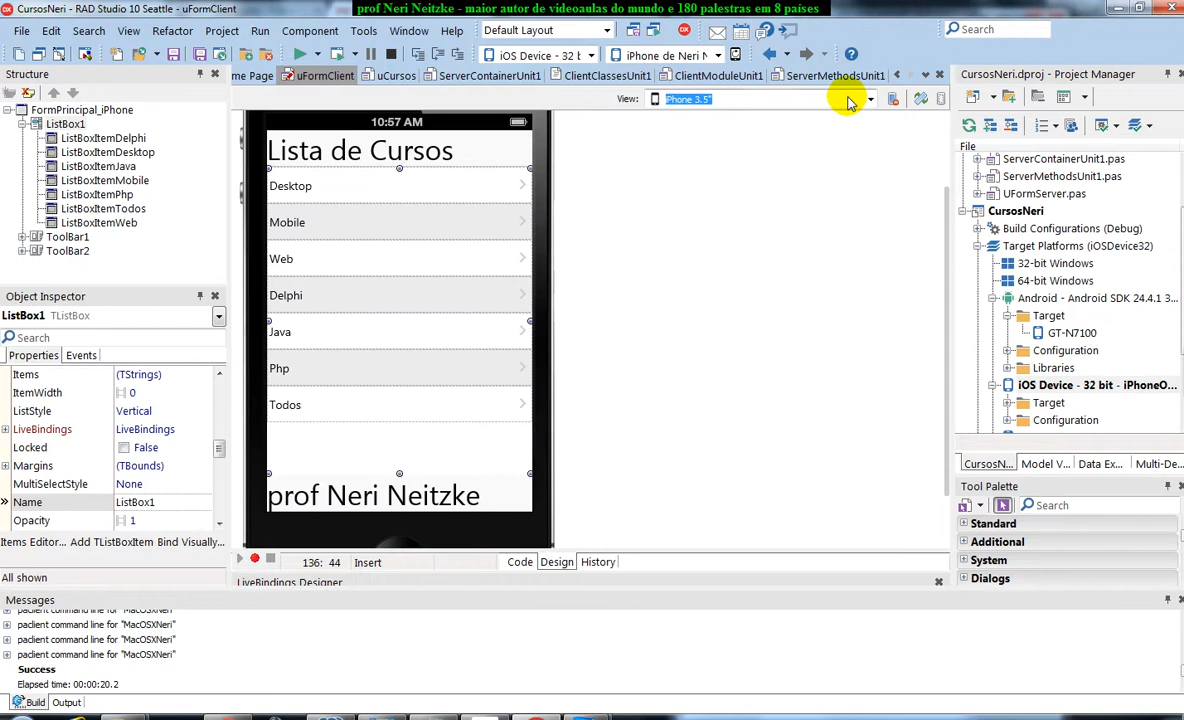 prof Neri Neitzke - maior autor de videoaulas do mundo e 180 palestras em 8 países
CursosNeri - RAD Studio 10 Seattle - uFormClient
File Edit Search View Refactor Project Run Component Tools Window Help Default Layout Search
iOS Device - 32 b iPhone de Neri N
Structure
me Page uFormClient uCursos ServerContainerUnit1 ClientClassesUnit1 ClientModuleUnit1 ServerMethodsUnit1
View: iPhone 3.5"
FormPrincipal_iPhone
ListBox1
ListBoxItemDelphi
ListBoxItemDesktop
ListBoxItemJava
ListBoxItemMobile
ListBoxItemPhp
ListBoxItemTodos
ListBoxItemWeb
ToolBar1
ToolBar2
Object Inspector
ListBox1 TListBox
Search
Properties Events
Items (TStrings)
ItemWidth 0
ListStyle Vertical
LiveBindings LiveBindings
Locked False
Margins (TBounds)
MultiSelectStyle None
Name ListBox1
Opacity 1
Items Editor... Add TListBoxItem Bind Visually...
All shown
10:57 AM
Lista de Cursos
Desktop
Mobile
Web
Delphi
Java
Php
Todos
prof Neri Neitzke
136: 44 Insert Code Design History
LiveBindings Designer
CursosNeri.dproj - Project Manager
File
ServerContainerUnit1.pas
ServerMethodsUnit1.pas
UFormServer.pas
CursosNeri
Build Configurations (Debug)
Target Platforms (iOSDevice32)
32-bit Windows
64-bit Windows
Android - Android SDK 24.4.1 3...
Target
GT-N7100
Configuration
Libraries
iOS Device - 32 bit - iPhoneO...
Target
Configuration
CursosN... Model V... Data Ex... Multi-De...
Tool Palette
Search
Standard
Additional
System
Dialogs
Messages
paclient command line for "MacOSXNeri"
paclient command line for "MacOSXNeri"
paclient command line for "MacOSXNeri"
paclient command line for "MacOSXNeri"
Success
Elapsed time: 00:00:20.2
Build Output